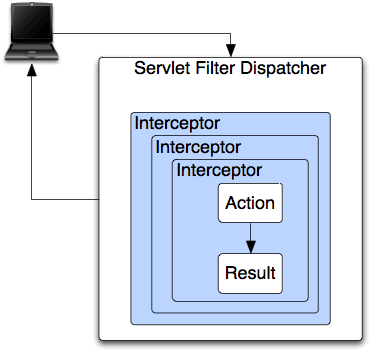 Servlet Filter Dispatcher
Interceptor
Interceptor
Interceptor
Action
Result